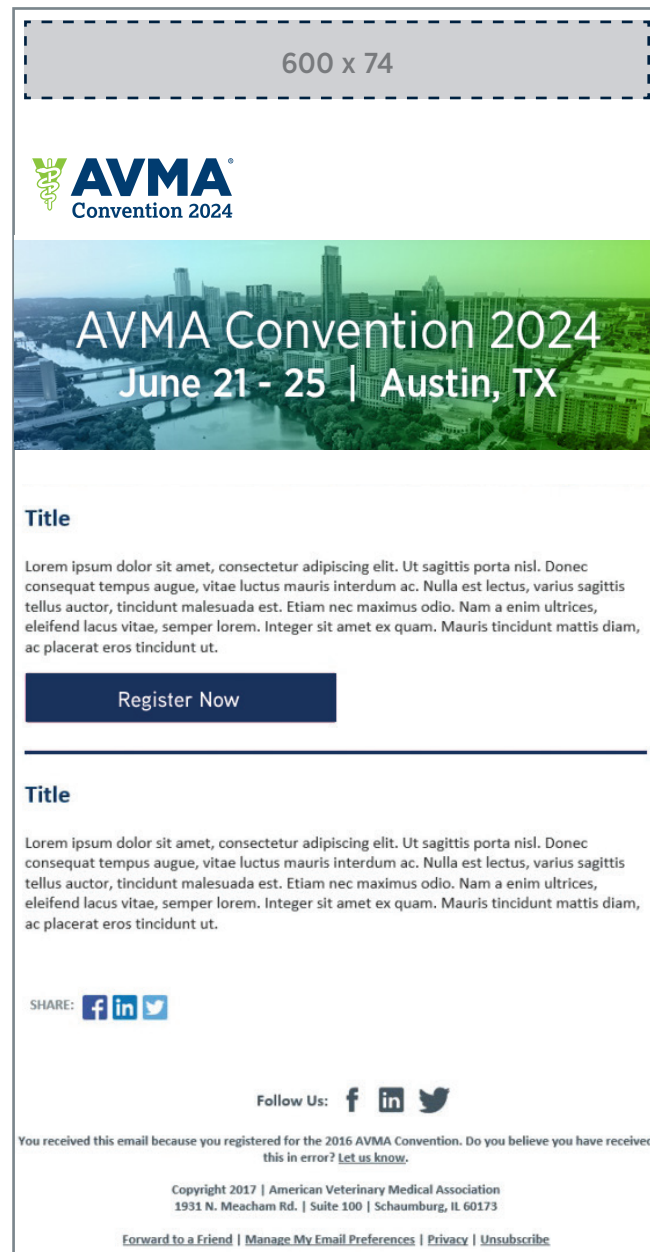 600 x 74
AVMA®
Convention 2024
AVMA Convention 2024
June 21 - 25 | Austin, TX
Title
Lorem ipsum dolor sit amet, consectetur adipiscing elit. Ut sagittis porta nisl. Donec
consequat tempus augue, vitae luctus mauris interdum ac. Nulla est lectus, varius sagittis
tellus auctor, tincidunt malesuada est. Etiam nec maximus odio. Nam a enim ultrices,
eleifend lacus vitae, semper lorem. Integer sit amet ex quam. Mauris tincidunt mattis diam,
ac placerat eros tincidunt ut.
Register Now
Title
Lorem ipsum dolor sit amet, consectetur adipiscing elit. Ut sagittis porta nisl. Donec
consequat tempus augue, vitae luctus mauris interdum ac. Nulla est lectus, varius sagittis
tellus auctor, tincidunt malesuada est. Etiam nec maximus odio. Nam a enim ultrices,
eleifend lacus vitae, semper lorem. Integer sit amet ex quam. Mauris tincidunt mattis diam,
ac placerat eros tincidunt ut.
SHARE: f in
Follow Us: f in
You received this email because you registered for the 2016 AVMA Convention. Do you believe you have received
this in error? Let us know.
Copyright 2017 | American Veterinary Medical Association
1931 N. Meacham Rd. | Suite 100 | Schaumburg, IL 60173
Forward to a Friend | Manage My Email Preferences | Privacy | Unsubscribe